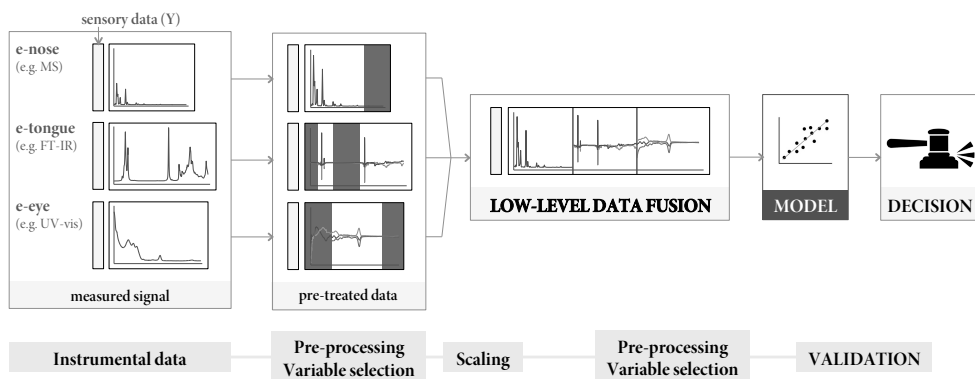 sensory data (Y)
e-nose
(e.g. MS)
e-tongue
(e.g. FT-IR)
e-eye
(e.g. UV-vis)
measured signal
pre-treated data
LOW-LEVEL DATA FUSION
MODEL
DECISION
Instrumental data
Pre-processing
Variable selection
Scaling
Pre-processing
Variable selection
VALIDATION